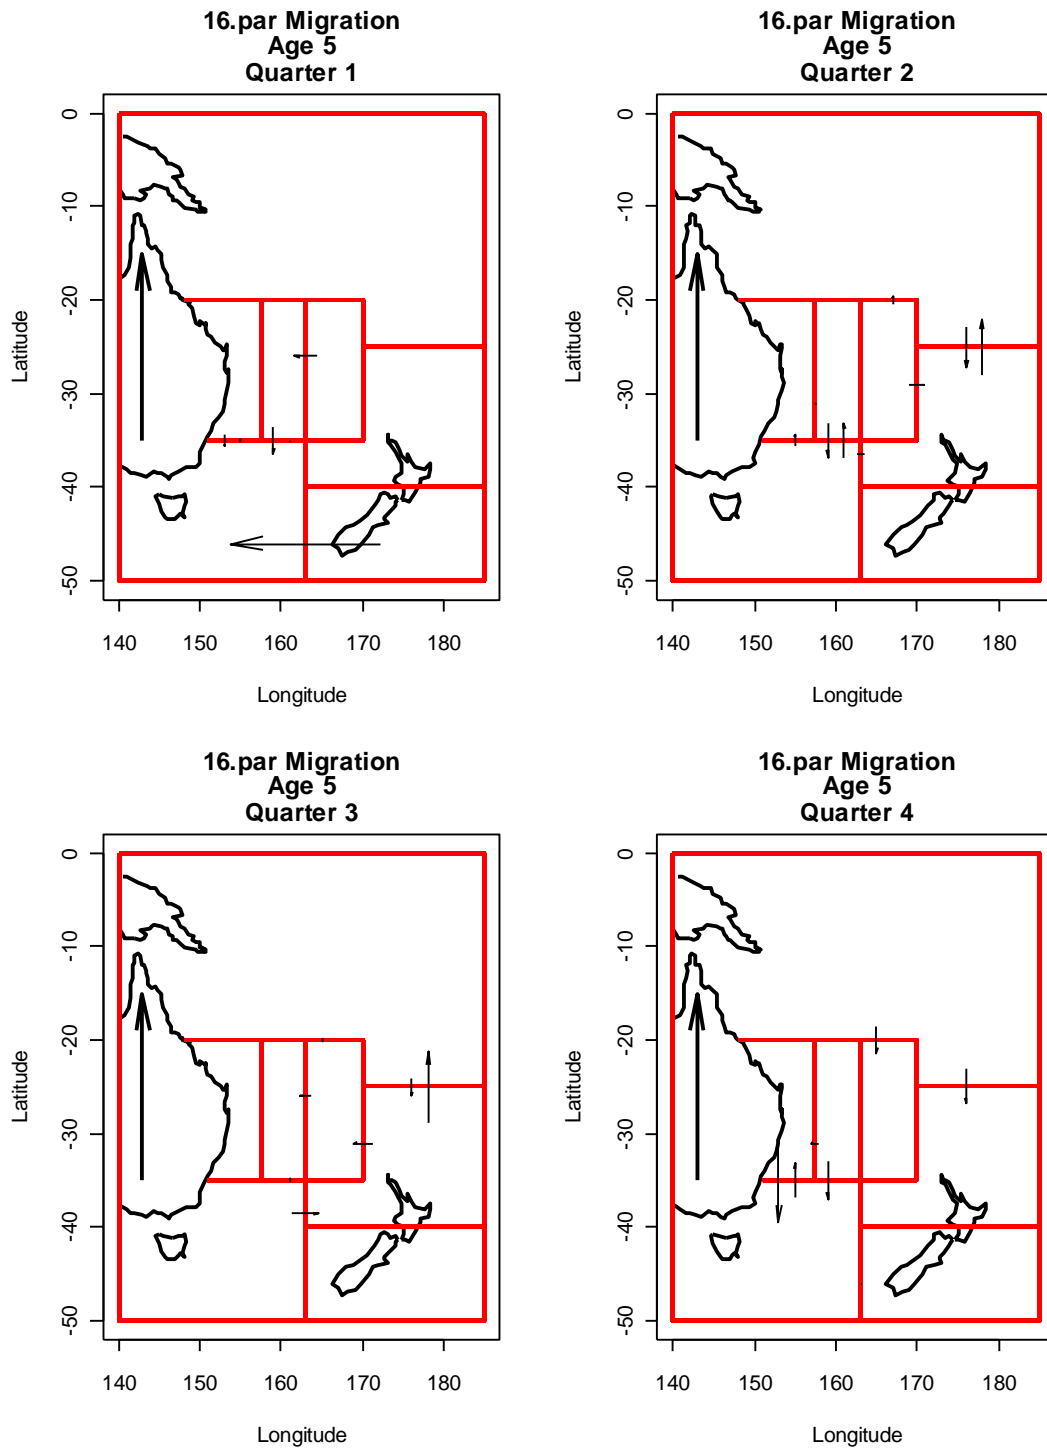 16.par Migration
Age 5
Quarter 1
0
-10
-20
-30
-40
-50
Latitude
140 150 160 170 180
Longitude
16.par Migration
Age 5
Quarter 2
0
-10
-20
-30
-40
-50
Latitude
140 150 160 170 180
Longitude
16.par Migration
Age 5
Quarter 3
0
-10
-20
-30
-40
-50
Latitude
140 150 160 170 180
Longitude
16.par Migration
Age 5
Quarter 4
0
-10
-20
-30
-40
-50
Latitude
140 150 160 170 180
Longitude